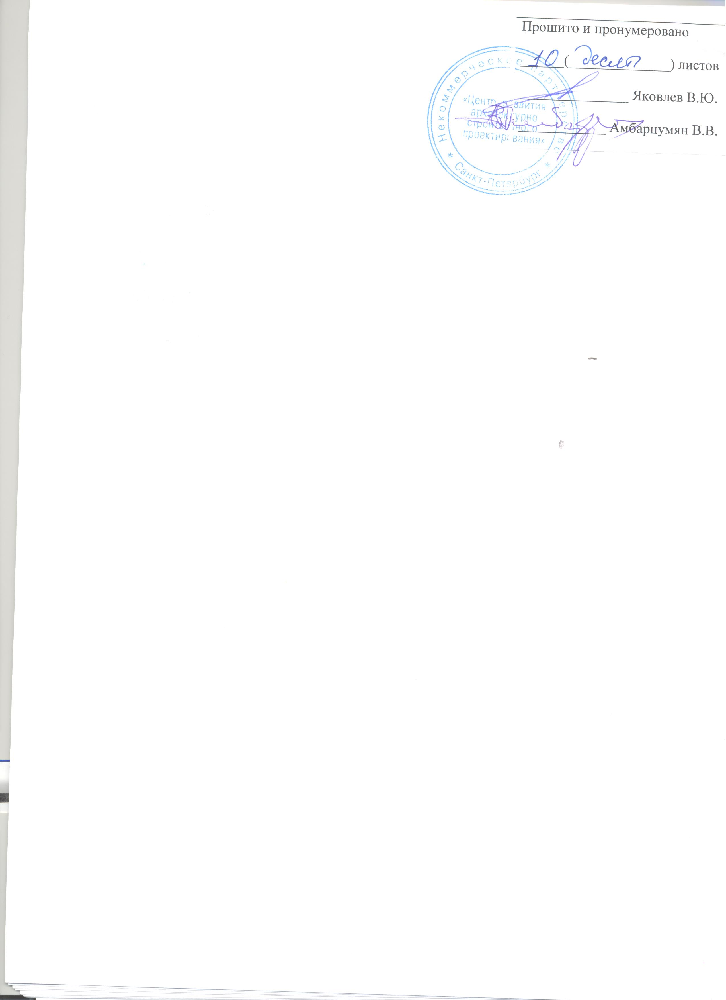 Прошито и пронумеровано
10 (десять) листов
Яковлев В.Ю.
Амбарцумян В.В.
Некоммерческое партнерство
«Центр развития
архитектурно
строительного
проектирования»
* Санкт-Петербург *